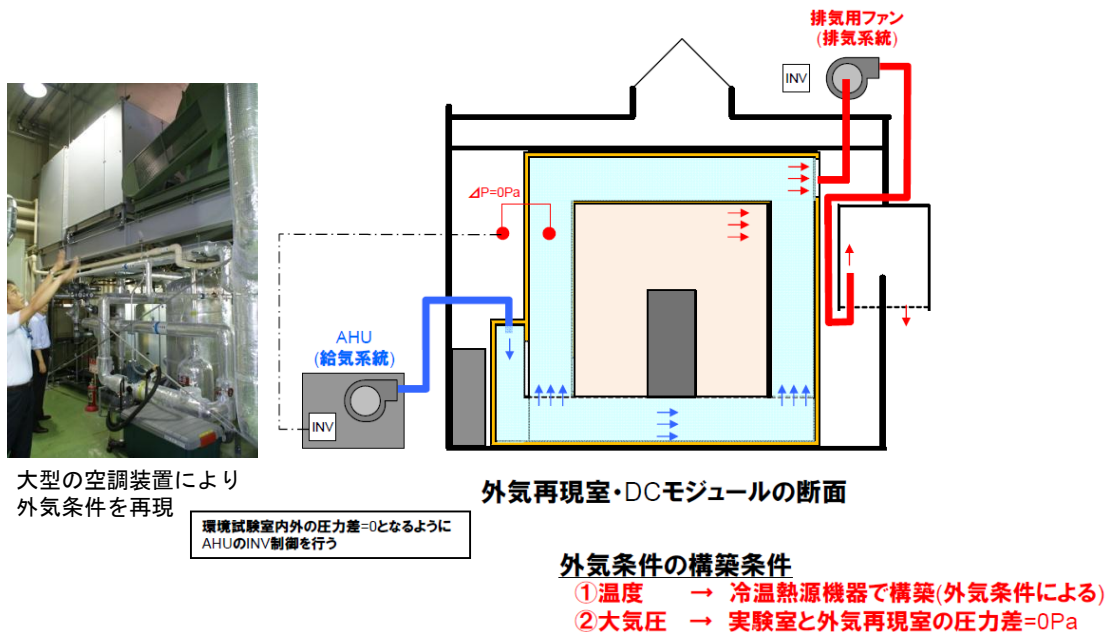 排気用ファン
(排気系統)
INV
⊿P=0Pa
AHU
(給気系統)
INV
大型の空調装置により
外気条件を再現
外気再現室・DCモジュールの断面
環境試験室内外の圧力差=0となるように
AHUのINV制御を行う
外気条件の構築条件
①温度 → 冷温熱源機器で構築(外気条件による)
②大気圧 → 実験室と外気再現室の圧力差=0Pa